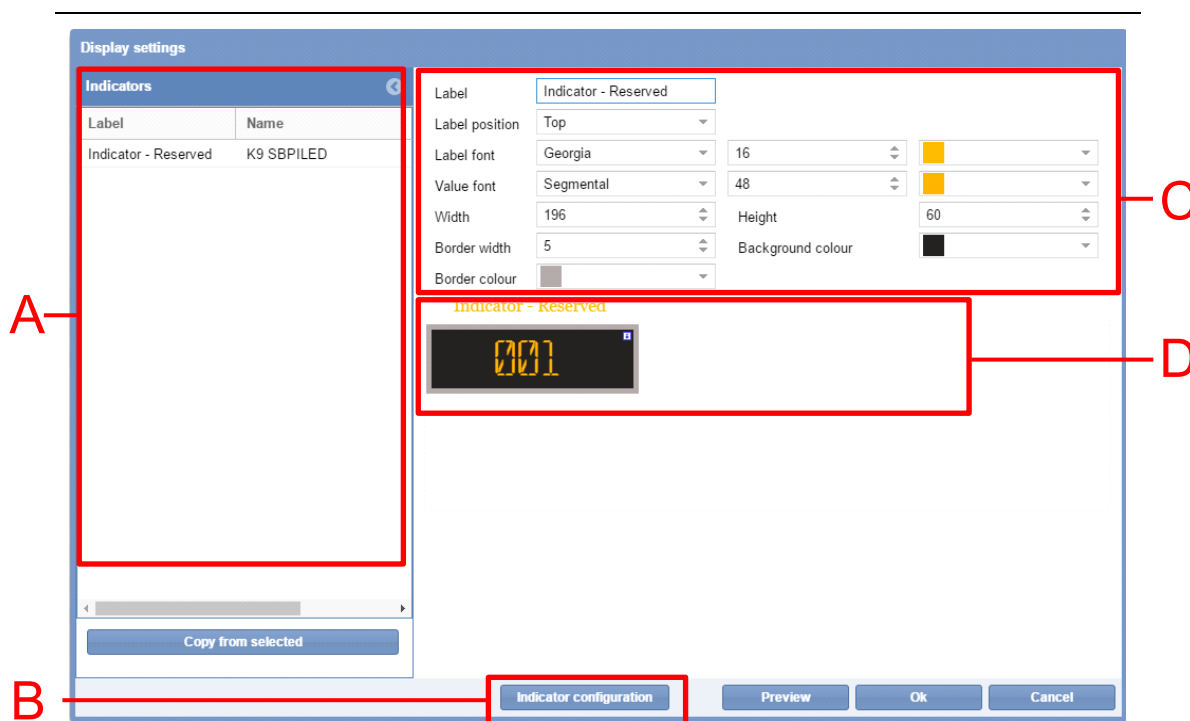 Display settings
Indicators
Label Name
Indicator - Reserved K9 SBPILED
Copy from selected
Label Indicator - Reserved
Label position Top
Label font Georgia 16
Value font Segmental 48
Width 196 Height 60
Border width 5 Background colour
Border colour
Indicator - Reserved
001
Indicator configuration Preview Ok Cancel
A
B
C
D